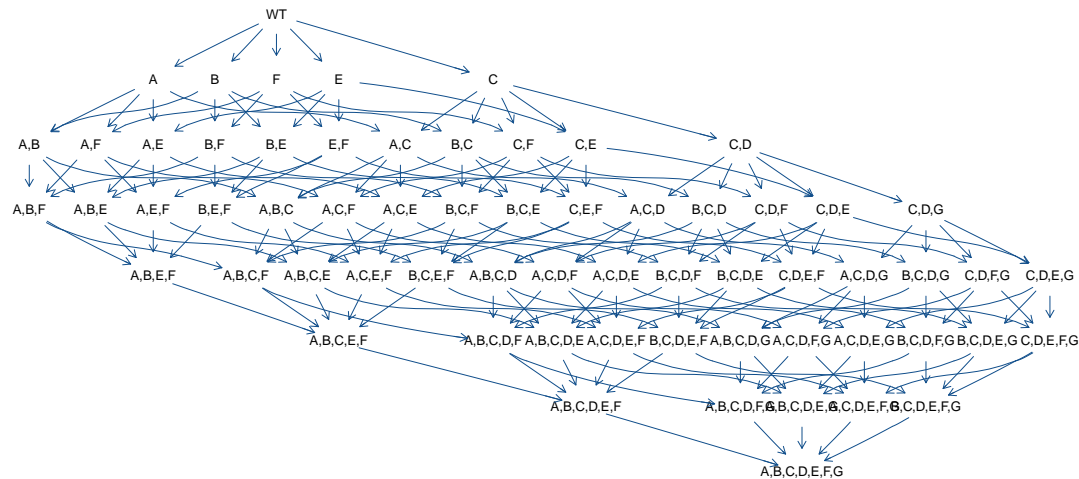 WT
A B F E C
A,B A,F A,E B,F B,E E,F A,C B,C C,F C,E C,D
A,B,F A,B,E A,E,F B,E,F A,B,C A,C,F A,C,E B,C,F B,C,E C,E,F A,C,D B,C,D C,D,F C,D,E C,D,G
A,B,E,F A,B,C,F A,B,C,E A,C,E,F B,C,E,F A,B,C,D A,C,D,F A,C,D,E B,C,D,F B,C,D,E C,D,E,F A,C,D,G B,C,D,G C,D,F,G C,D,E,G
A,B,C,E,F A,B,C,D,F A,B,C,D,E A,C,D,E,F B,C,D,E,F A,B,C,D,G A,C,D,F,G A,C,D,E,G B,C,D,F,G B,C,D,E,G C,D,E,F,G
A,B,C,D,E,F A,B,C,D,F,G A,B,C,D,E,G A,C,D,E,F,G B,C,D,E,F,G
A,B,C,D,E,F,G